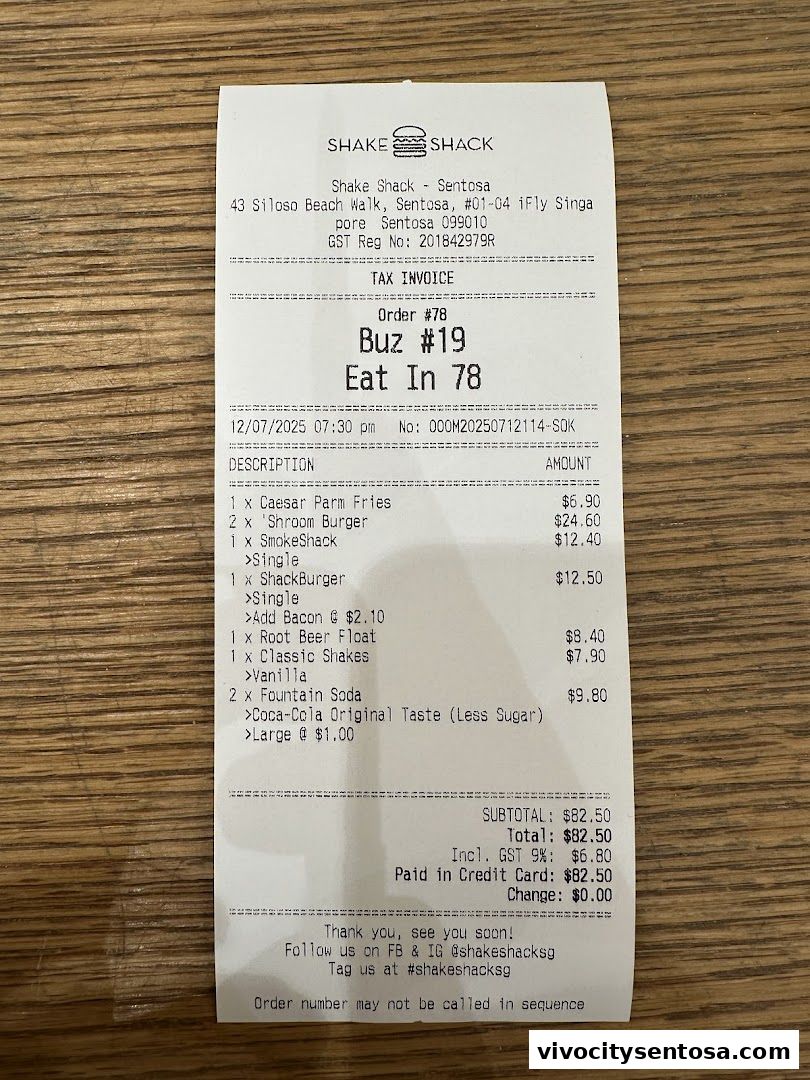 SHAKE SHACK
Shake Shack - Sentosa
43 Siloso Beach Walk, Sentosa, #01-04 iFly Singa
pore Sentosa 099010
GST Reg No: 201842979R
TAX INVOICE
Order #78
Buz #19
Eat In 78
12/07/2025 07:30 pm No: 000M20250712114-SQK
DESCRIPTION AMOUNT
1 x Caesar Parm Fries $6.90
2 x 'Shroom Burger $24.60
1 x SmokeShack $12.40
>Single
1 x ShackBurger $12.50
>Single
>Add Bacon @ $2.10
1 x Root Beer Float $8.40
1 x Classic Shakes $7.90
>Vanilla
2 x Fountain Soda $9.80
>Coca-Cola Original Taste (Less Sugar)
>Large @ $1.00
SUBTOTAL: $82.50
Total: $82.50
Incl. GST 9%: $6.80
Paid in Credit Card: $82.50
Change: $0.00
Thank you, see you soon!
Follow us on FB & IG @shakeshacksg
Tag us at #shakeshacksg
Order number may not be called in sequence
vivocitysentosa.com